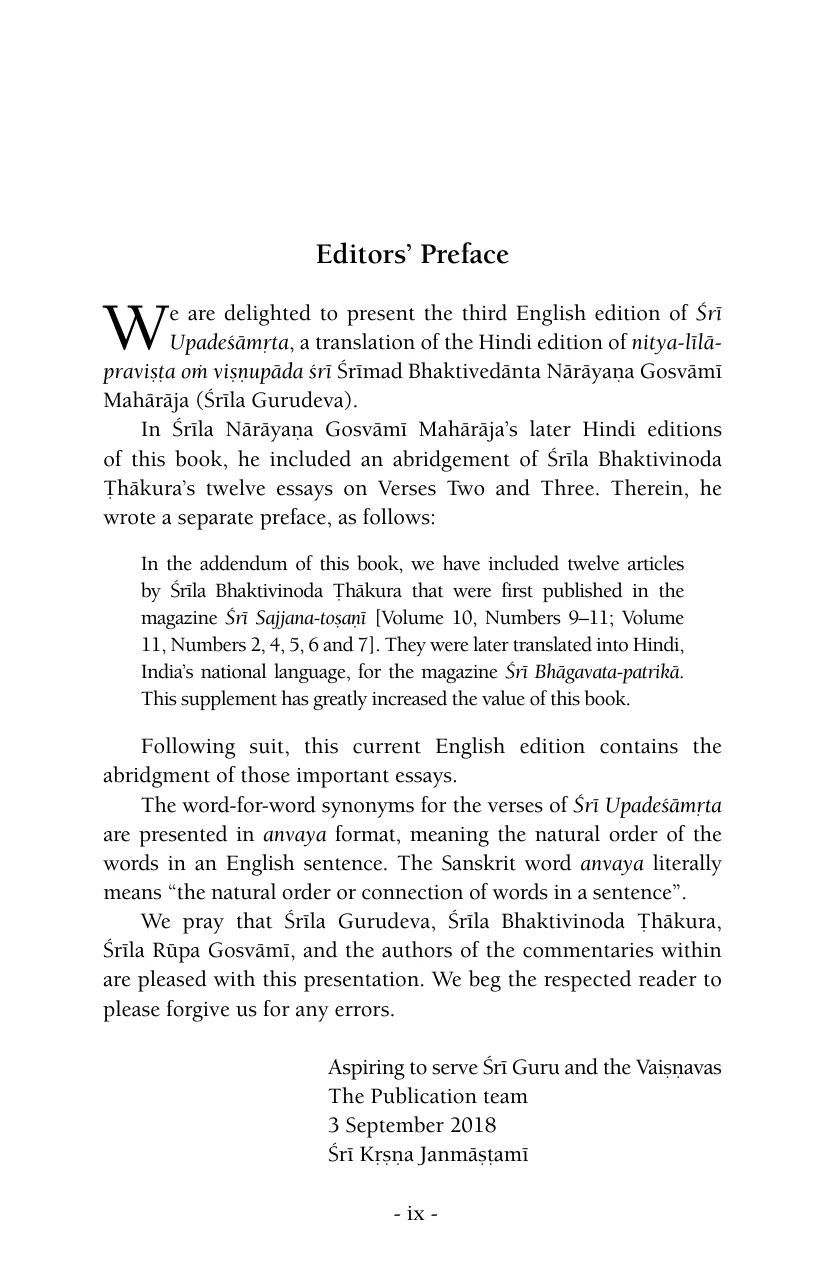 Editors’ Preface
We are delighted to present the third English edition of Śrī
Upadeśāmṛta, a translation of the Hindi edition of nitya-līlā-
praviṣṭa oṁ viṣṇupāda śrī Śrīmad Bhaktivedānta Nārāyaṇa Gosvāmī
Mahārāja (Śrīla Gurudeva).
In Śrīla Nārāyaṇa Gosvāmī Mahārāja’s later Hindi editions
of this book, he included an abridgement of Śrīla Bhaktivinoda
Ṭhākura’s twelve essays on Verses Two and Three. Therein, he
wrote a separate preface, as follows:
In the addendum of this book, we have included twelve articles
by Śrīla Bhaktivinoda Ṭhākura that were first published in the
magazine Śrī Sajjana-toṣaṇī [Volume 10, Numbers 9–11; Volume
11, Numbers 2, 4, 5, 6 and 7]. They were later translated into Hindi,
India’s national language, for the magazine Śrī Bhāgavata-patrikā.
This supplement has greatly increased the value of this book.
Following suit, this current English edition contains the
abridgment of those important essays.
The word-for-word synonyms for the verses of Śrī Upadeśāmṛta
are presented in anvaya format, meaning the natural order of the
words in an English sentence. The Sanskrit word anvaya literally
means “the natural order or connection of words in a sentence”.
We pray that Śrīla Gurudeva, Śrīla Bhaktivinoda Ṭhākura,
Śrīla Rūpa Gosvāmī, and the authors of the commentaries within
are pleased with this presentation. We beg the respected reader to
please forgive us for any errors.
Aspiring to serve Śrī Guru and the Vaiṣṇavas
The Publication team
3 September 2018
Śrī Kṛṣṇa Janmāṣṭamī
- ix -